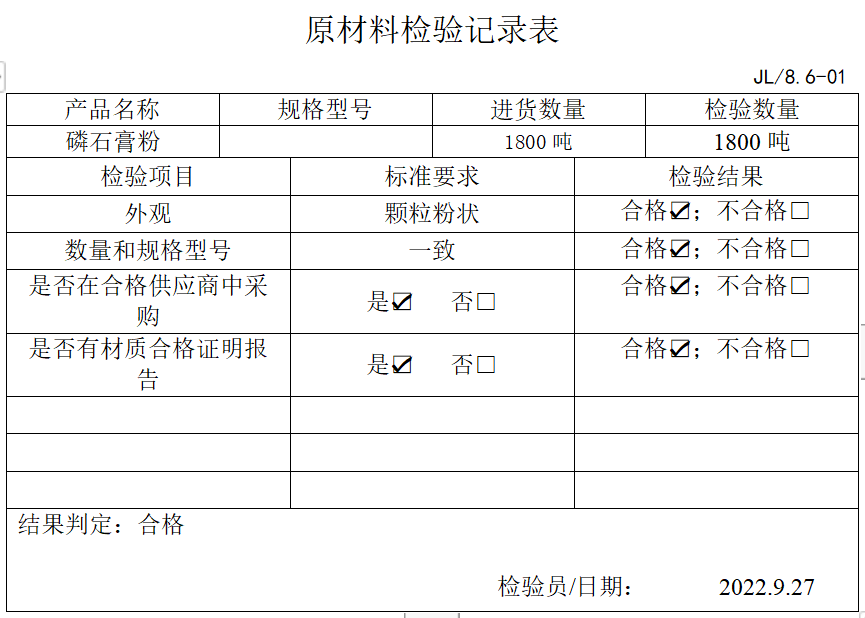 原材料检验记录表
JL/8.6-01
产品名称 规格型号 进货数量 检验数量
磷石膏粉 1800 吨 1800 吨
检验项目 标准要求 检验结果
外观 颗粒粉状 合格☑；不合格□
数量和规格型号 一致 合格☑；不合格□
是否在合格供应商中采
购 是☑ 否□ 合格☑；不合格□
是否有材质合格证明报
告 是☑ 否□ 合格☑；不合格□
结果判定：合格
检验员/日期： 2022.9.27